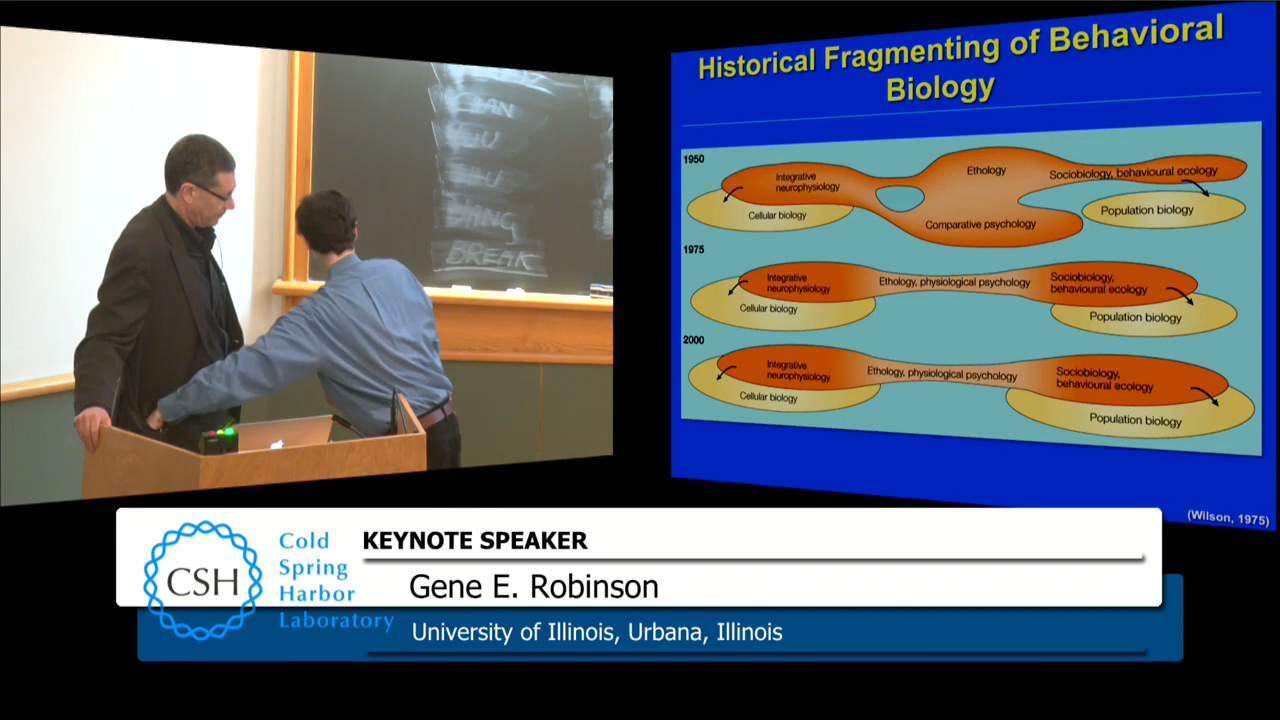 Historical Fragmenting of Behavioral
Biology
1950
Integrative
neurophysiology
Cellular biology
Ethology
Comparative psychology
Sociobiology, behavioural ecology
Population biology
1975
Integrative
neurophysiology
Cellular biology
Ethology, physiological psychology
Sociobiology,
behavioural ecology
Population biology
2000
Integrative
neurophysiology
Cellular biology
Ethology, physiological psychology
Sociobiology,
behavioural ecology
Population biology
(Wilson, 1975)
BREAK
CSH
Cold
Spring
Harbor
Laboratory
KEYNOTE SPEAKER
Gene E. Robinson
University of Illinois, Urbana, Illinois